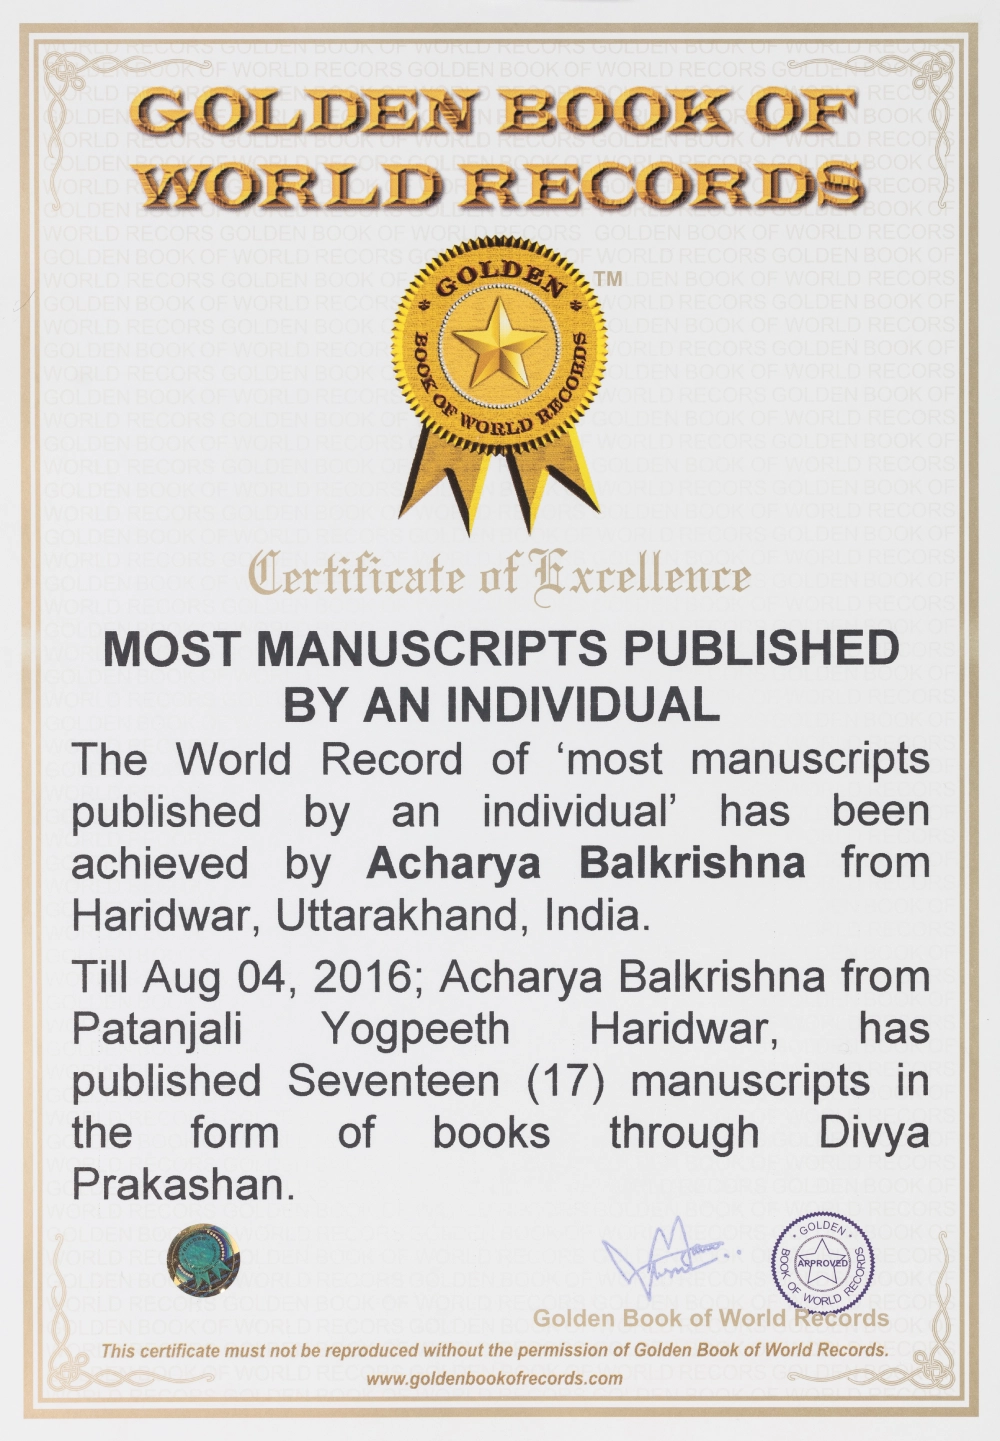 GOLDEN BOOK OF
WORLD RECORDS
GOLDEN
BOOK OF WORLD RECORDS
TM
Certificate of Excellence
MOST MANUSCRIPTS PUBLISHED
BY AN INDIVIDUAL
The World Record of ‘most manuscripts
published by an individual’ has been
achieved by Acharya Balkrishna from
Haridwar, Uttarakhand, India.
Till Aug 04, 2016; Acharya Balkrishna from
Patanjali Yogpeeth Haridwar, has
published Seventeen (17) manuscripts in
the form of books through Divya
Prakashan.
GOLDEN
APPROVED
BOOK OF WORLD RECORDS
Golden Book of World Records
This certificate must not be reproduced without the permission of Golden Book of World Records.
www.goldenbookofrecords.com